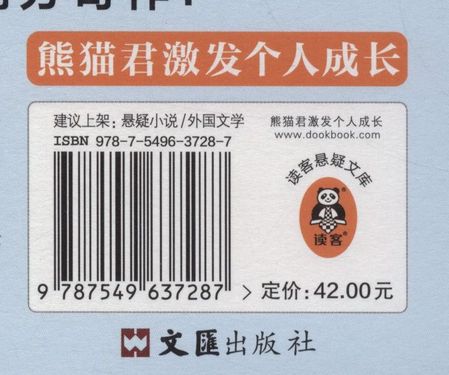 熊猫君激发个人成长
建议上架：悬疑小说/外国文学
ISBN 978-7-5496-3728-7
9 787549 637287 >
熊猫君激发个人成长
www.dookbook.com
读客悬疑文库
读客®
定价：42.00元
文匯出版社